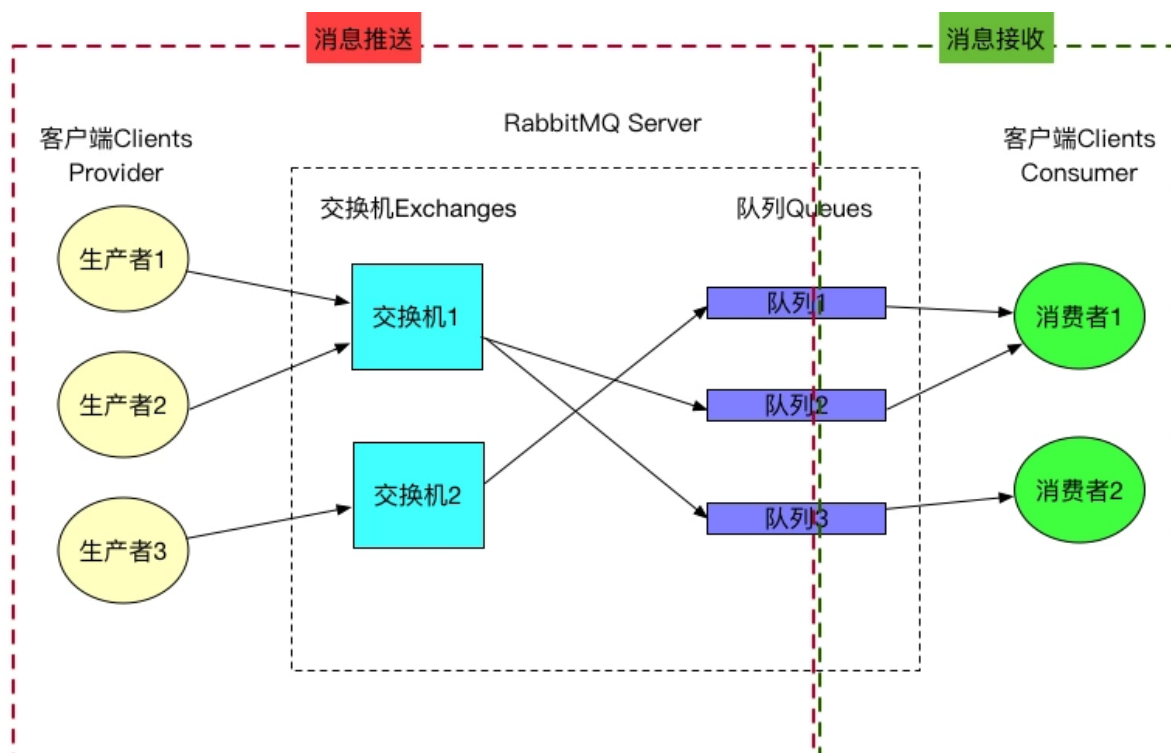 消息推送
消息接收
RabbitMQ Server
客户端Clients
Provider
客户端Clients
Consumer
交换机Exchanges
队列Queues
生产者1
交换机1
队列1
消费者1
生产者2
队列2
交换机2
消费者2
队列3
生产者3